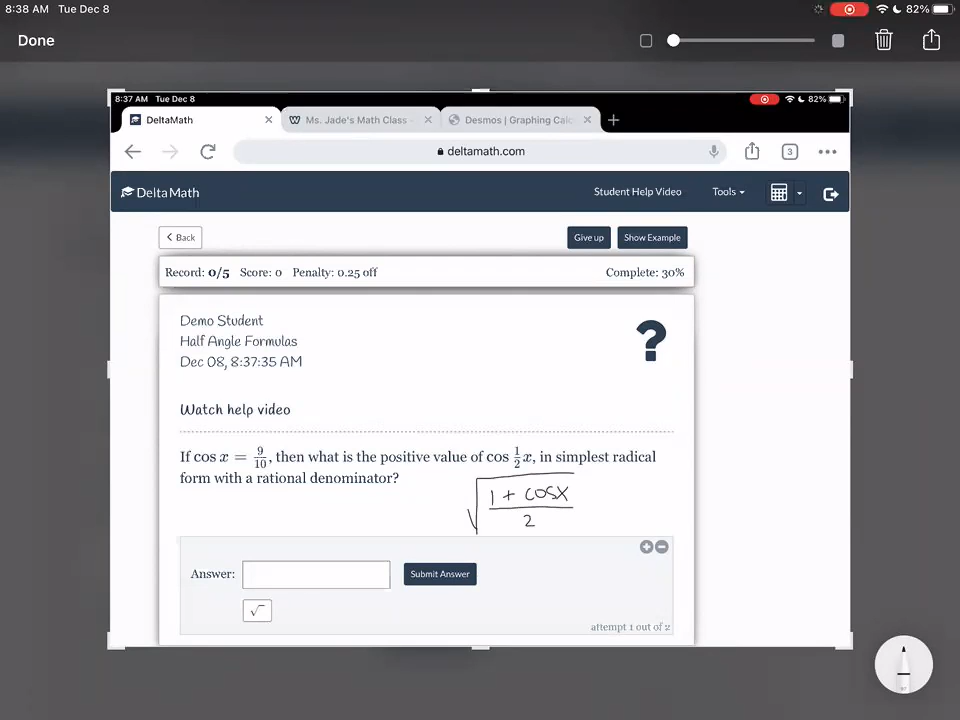 8:38 AM Tue Dec 8 82%
Done
8:37 AM Tue Dec 8 82%
DeltaMath Ms. Jade's Math Class - Desmos | Graphing Calc
deltamath.com 3
DeltaMath Student Help Video Tools
Back Give up Show Example
Record: 0/5 Score: 0 Penalty: 0.25 off Complete: 30%
Demo Student
Half Angle Formulas
Dec 08, 8:37:35 AM
?
Watch help video
If cos x = 9/10, then what is the positive value of cos 1/2 x, in simplest radical
form with a rational denominator?
√((1 + cosx)/2)
Answer: Submit Answer
√
attempt 1 out of 2